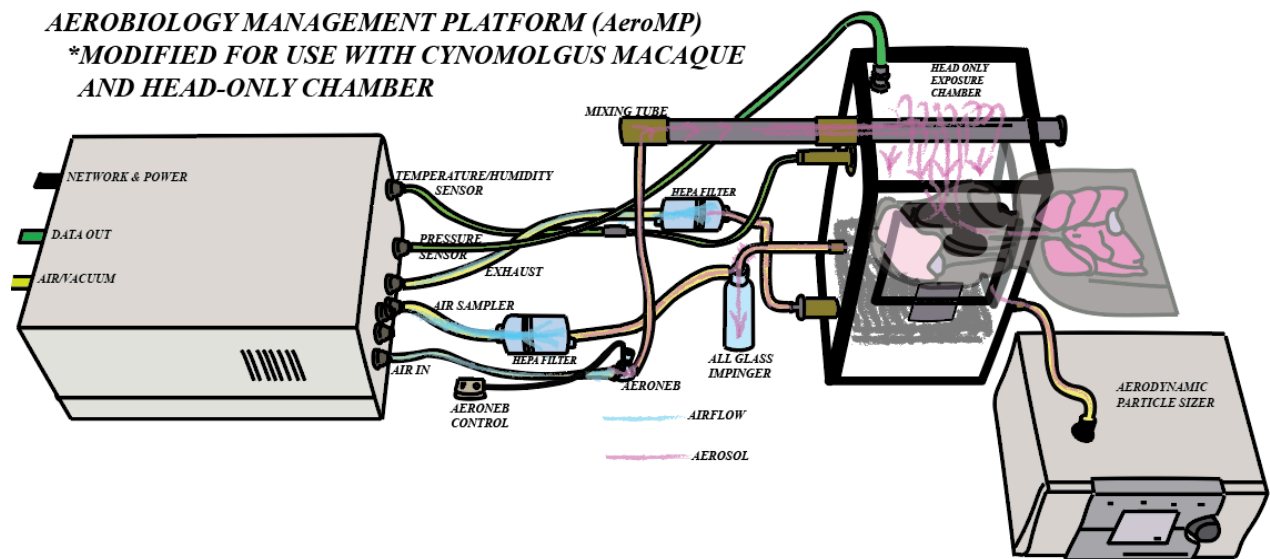 AEROBIOLOGY MANAGEMENT PLATFORM (AeroMP)
*MODIFIED FOR USE WITH CYNOMOLGUS MACAQUE
AND HEAD-ONLY CHAMBER
HEAD ONLY
EXPOSURE
CHAMBER
MIXING TUBE
NETWORK & POWER
TEMPERATURE/HUMIDITY
SENSOR
HEPA FILTER
DATA OUT
PRESSURE
SENSOR
AIR/VACUUM
EXHAUST
AIR SAMPLER
HEPA FILTER
ALL GLASS
IMPINGER
AIR IN
AERONEB
AERONEB
CONTROL
AERODYNAMIC
PARTICLE SIZER
AIRFLOW
AEROSOL